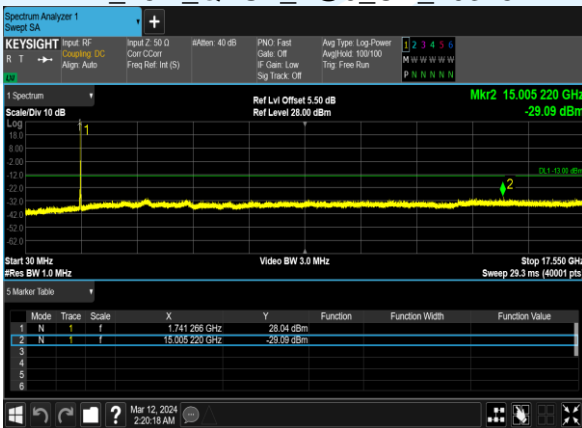 Spectrum Analyzer 1
Swept SA
+
KEYSIGHT Input: RF Input Z: 50 Ω #Atten: 40 dB PNO: Fast Avg Type: Log-Power 1 2 3 4 5 6
R T Coupling: DC Corr CCorr Gate: Off Avg|Hold: 100/100 M W W W W W
Align: Auto Freq Ref: Int (S) IF Gain: Low Trig: Free Run
LW Sig Track: Off P N N N N N
1 Spectrum Ref Lvl Offset 5.50 dB Mkr2 15.005 220 GHz
Scale/Div 10 dB Ref Level 28.00 dBm -29.09 dBm
Log
18.0
8.00
-2.00
-12.0
-22.0
-32.0
-42.0
-52.0
-62.0
1
DL1 -13.00 dBm
2
Start 30 MHz Video BW 3.0 MHz Stop 17.550 GHz
#Res BW 1.0 MHz Sweep 29.3 ms (40001 pts
5 Marker Table
Mode Trace Scale X Y Function Function Width Function Value
1 N 1 f 1.741 266 GHz 28.04 dBm
2 N 1 f 15.005 220 GHz -29.09 dBm
3
4
5
6
? Mar 12, 2024
2:20:18 AM